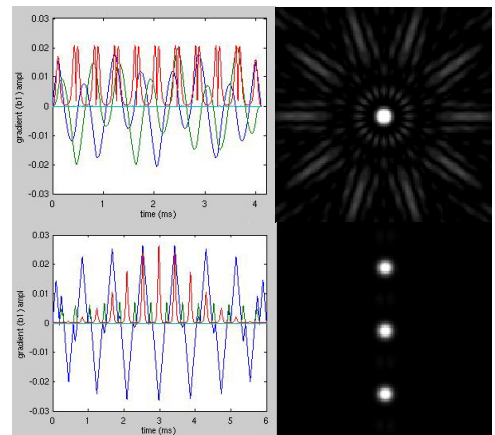 0.03
0.02
0.01
0
-0.01
-0.02
-0.03
gradient (b1) ampl
0 1 2 3 4
time (ms)
0.03
0.02
0.01
0
-0.01
-0.02
-0.03
gradient (b1) ampl
0 1 2 3 4 5 6
time (ms)